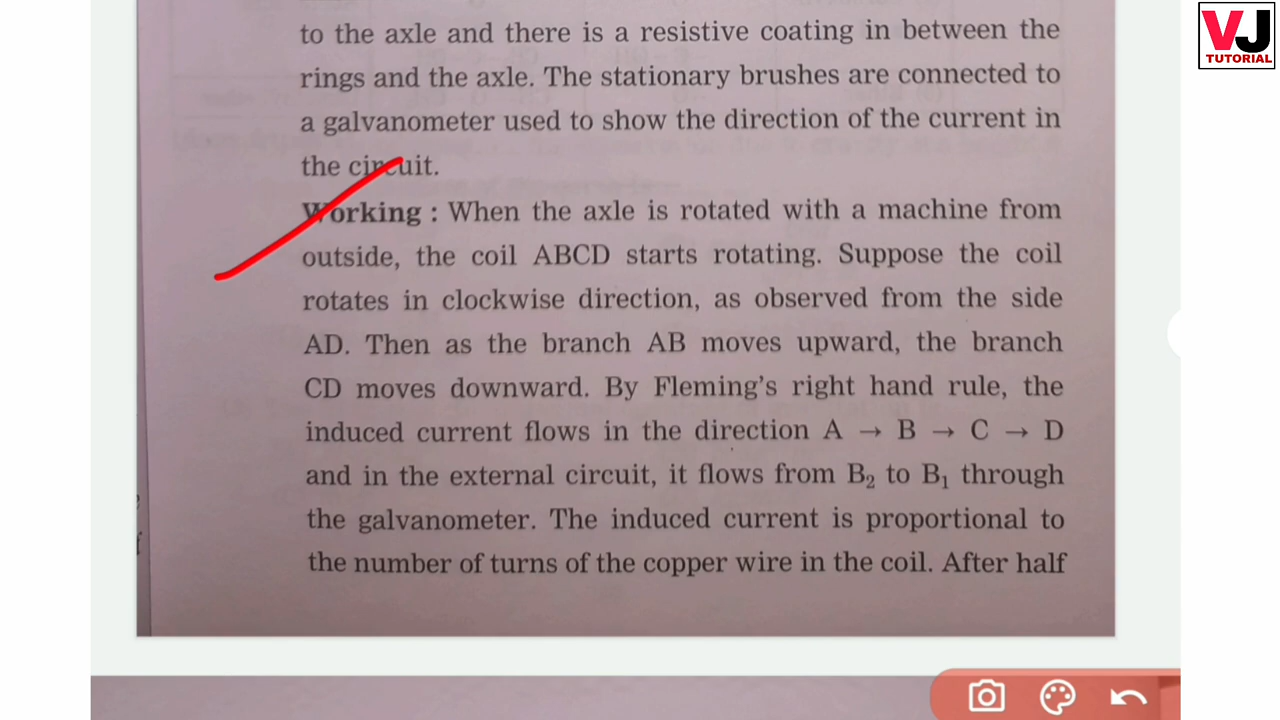 VJ
TUTORIAL
to the axle and there is a resistive coating in between the
rings and the axle. The stationary brushes are connected to
a galvanometer used to show the direction of the current in
the circuit.
Working : When the axle is rotated with a machine from
outside, the coil ABCD starts rotating. Suppose the coil
rotates in clockwise direction, as observed from the side
AD. Then as the branch AB moves upward, the branch
CD moves downward. By Fleming's right hand rule, the
induced current flows in the direction A → B → C → D
and in the external circuit, it flows from B₂ to B₁ through
the galvanometer. The induced current is proportional to
the number of turns of the copper wire in the coil. After half